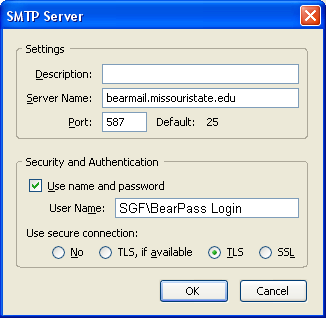 SMTP Server
Settings
Description:
Server Name: bearmail.missouristate.edu
Port: 587 Default: 25
Security and Authentication
Use name and password
User Name: SGF\BearPass Login
Use secure connection:
No TLS, if available TLS SSL
OK Cancel